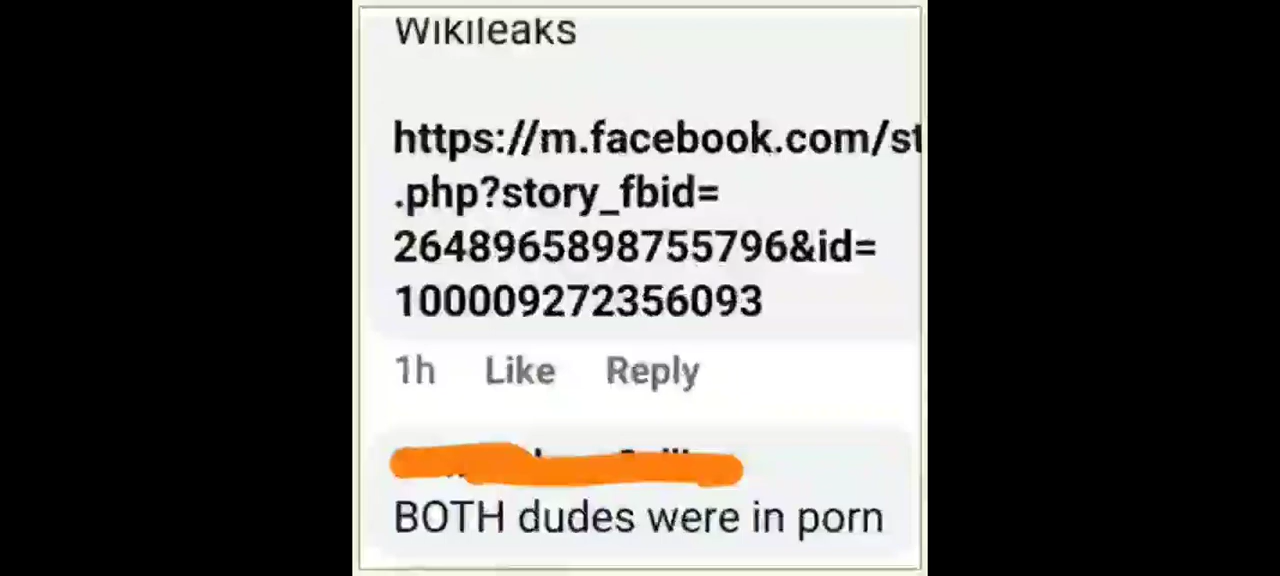 Wikileaks
https://m.facebook.com/st
.php?story_fbid=
2648965898755796&id=
100009272356093
1h Like Reply
BOTH dudes were in porn